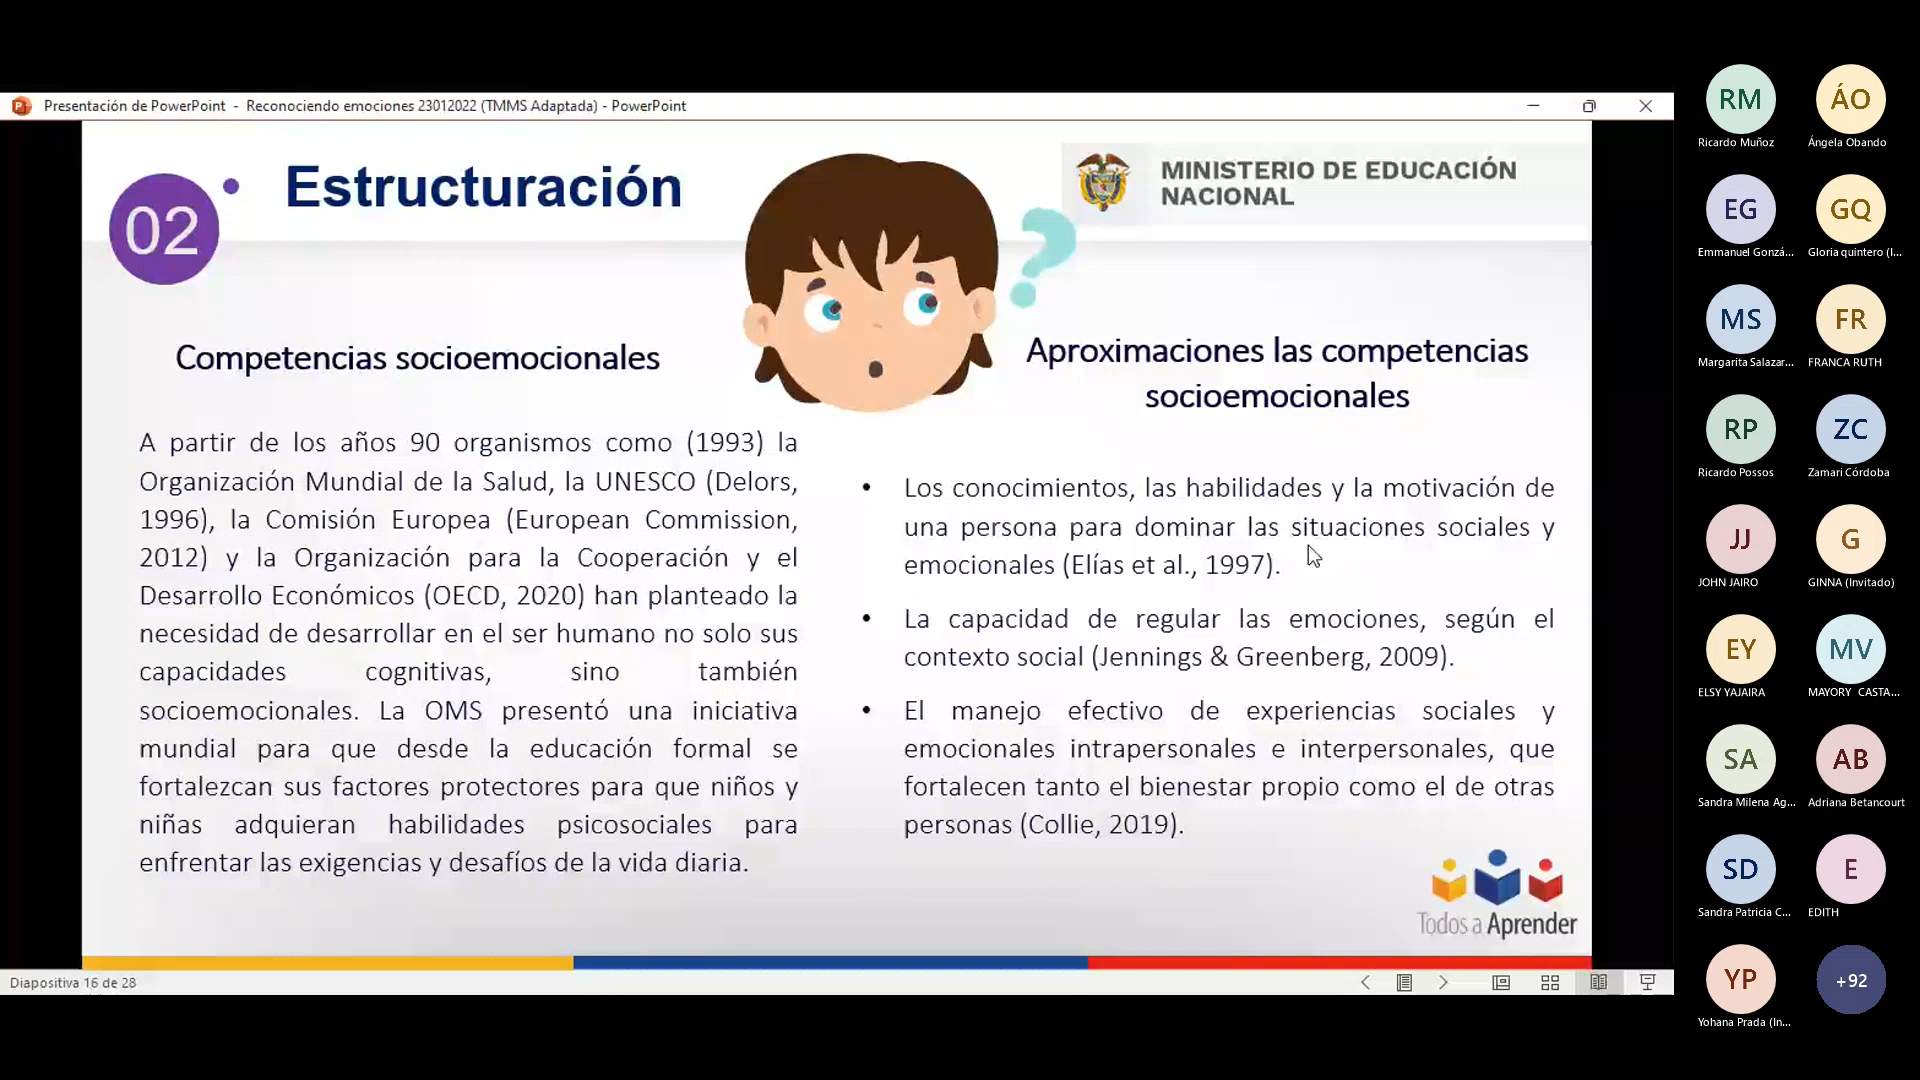 Presentación de PowerPoint - Reconociendo emociones 23012022 (TMMS Adaptada) - PowerPoint
02
• Estructuración
MINISTERIO DE EDUCACIÓN
NACIONAL
?
Competencias socioemocionales
A partir de los años 90 organismos como (1993) la
Organización Mundial de la Salud, la UNESCO (Delors,
1996), la Comisión Europea (European Commission,
2012) y la Organización para la Cooperación y el
Desarrollo Económicos (OECD, 2020) han planteado la
necesidad de desarrollar en el ser humano no solo sus
capacidades cognitivas, sino también
socioemocionales. La OMS presentó una iniciativa
mundial para que desde la educación formal se
fortalezcan sus factores protectores para que niños y
niñas adquieran habilidades psicosociales para
enfrentar las exigencias y desafíos de la vida diaria.
Aproximaciones las competencias
socioemocionales
• Los conocimientos, las habilidades y la motivación de
una persona para dominar las situaciones sociales y
emocionales (Elías et al., 1997).
• La capacidad de regular las emociones, según el
contexto social (Jennings & Greenberg, 2009).
• El manejo efectivo de experiencias sociales y
emocionales intrapersonales e interpersonales, que
fortalecen tanto el bienestar propio como el de otras
personas (Collie, 2019).
Todos a Aprender
Diapositiva 16 de 28
RM
Ricardo Muñoz
ÁO
Ángela Obando
EG
Emmanuel Gonzá...
GQ
Gloria quintero (I...
MS
Margarita Salazar...
FR
FRANCA RUTH
RP
Ricardo Possos
ZC
Zamari Córdoba
JJ
JOHN JAIRO
G
GINNA (Invitado)
EY
ELSY YAJAIRA
MV
MAYORY CASTA...
SA
Sandra Milena Ag...
AB
Adriana Betancourt
SD
Sandra Patricia C...
E
EDITH
YP
Yohana Prada (In...
+92